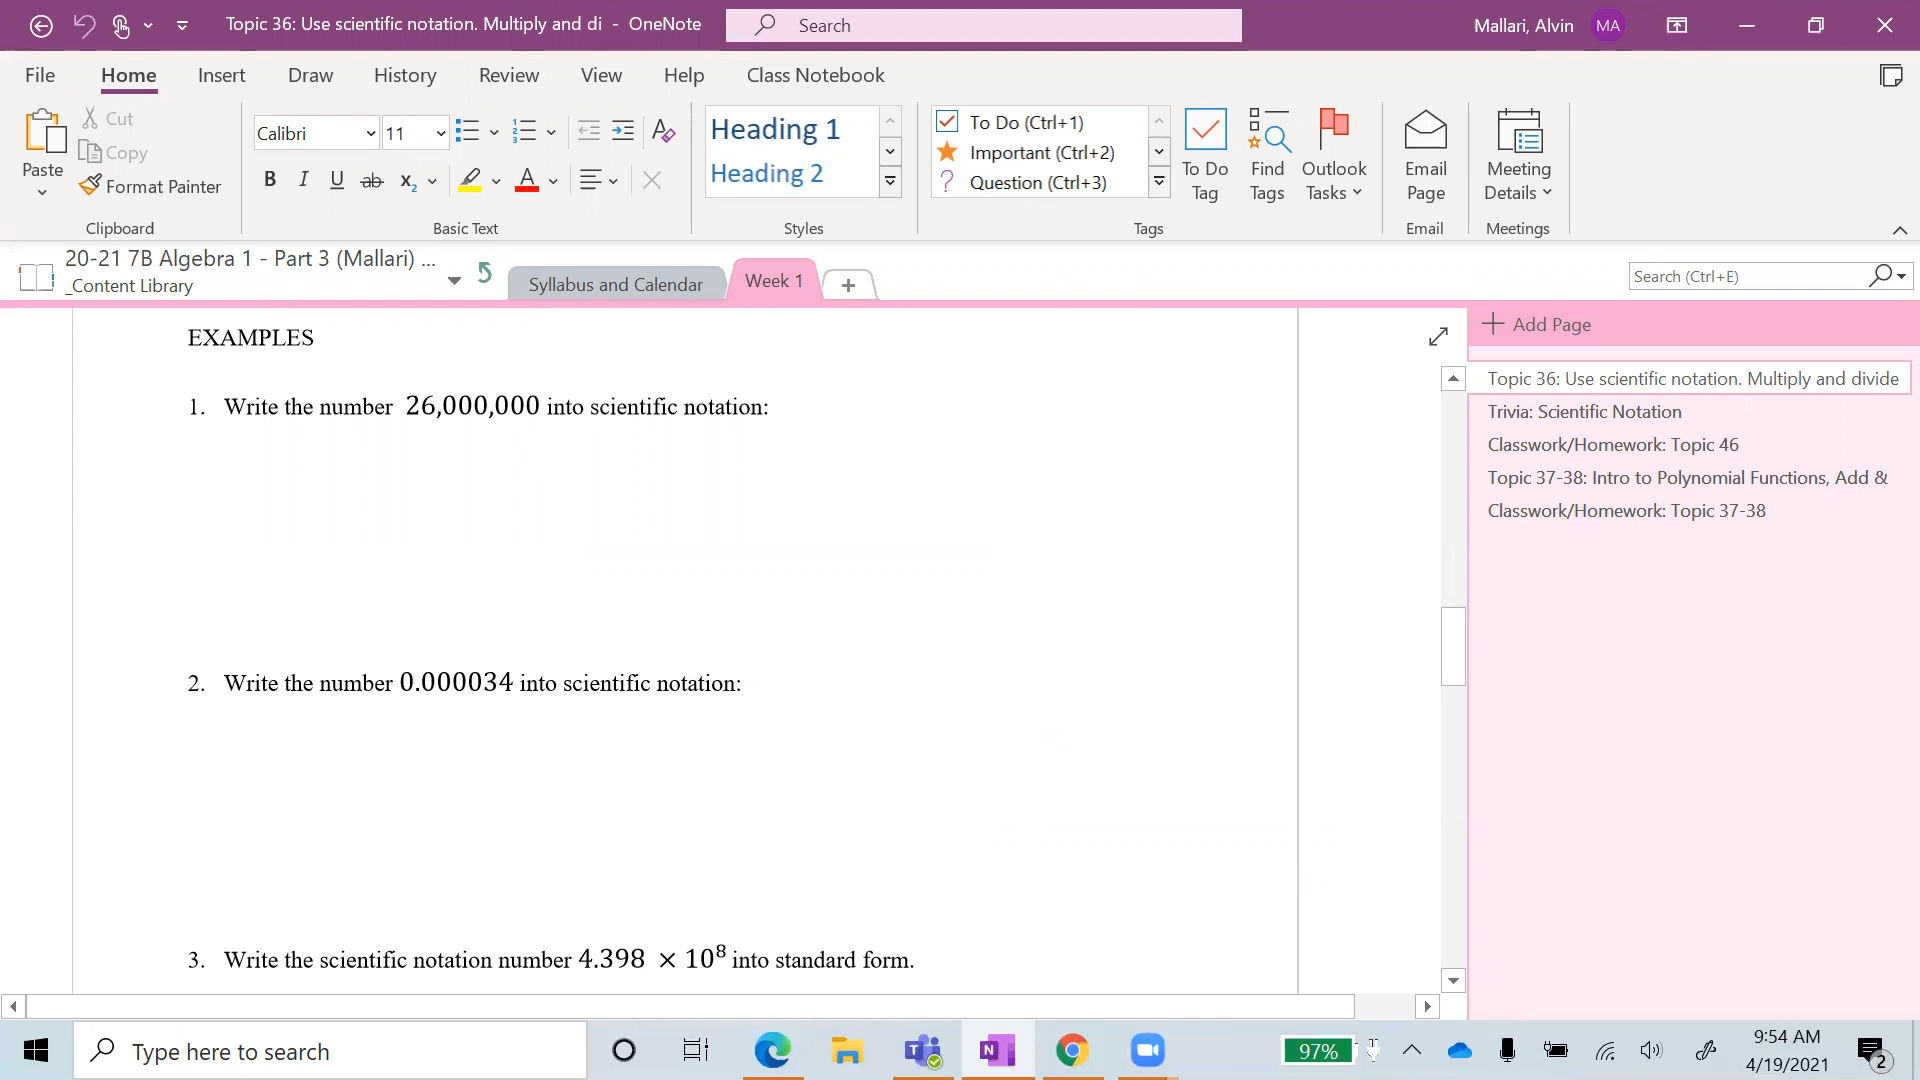 Topic 36: Use scientific notation. Multiply and di - OneNote
Search
Mallari, Alvin
MA
File Home Insert Draw History Review View Help Class Notebook
Paste
Cut
Copy
Format Painter
Clipboard
Calibri
11
B I U ab X2 A
Basic Text
Heading 1
Heading 2
Styles
To Do (Ctrl+1)
Important (Ctrl+2)
Question (Ctrl+3)
To Do Tag
Find Tags
Outlook Tasks
Tags
Email Page
Email
Meeting Details
Meetings
20-21 7B Algebra 1 - Part 3 (Mallari) ...
_Content Library
Syllabus and Calendar
Week 1
Search (Ctrl+E)
EXAMPLES
1. Write the number 26,000,000 into scientific notation:
2. Write the number 0.000034 into scientific notation:
3. Write the scientific notation number 4.398 × 10⁸ into standard form.
Add Page
Topic 36: Use scientific notation. Multiply and divide
Trivia: Scientific Notation
Classwork/Homework: Topic 46
Topic 37-38: Intro to Polynomial Functions, Add &
Classwork/Homework: Topic 37-38
Type here to search
97%
9:54 AM
4/19/2021
2